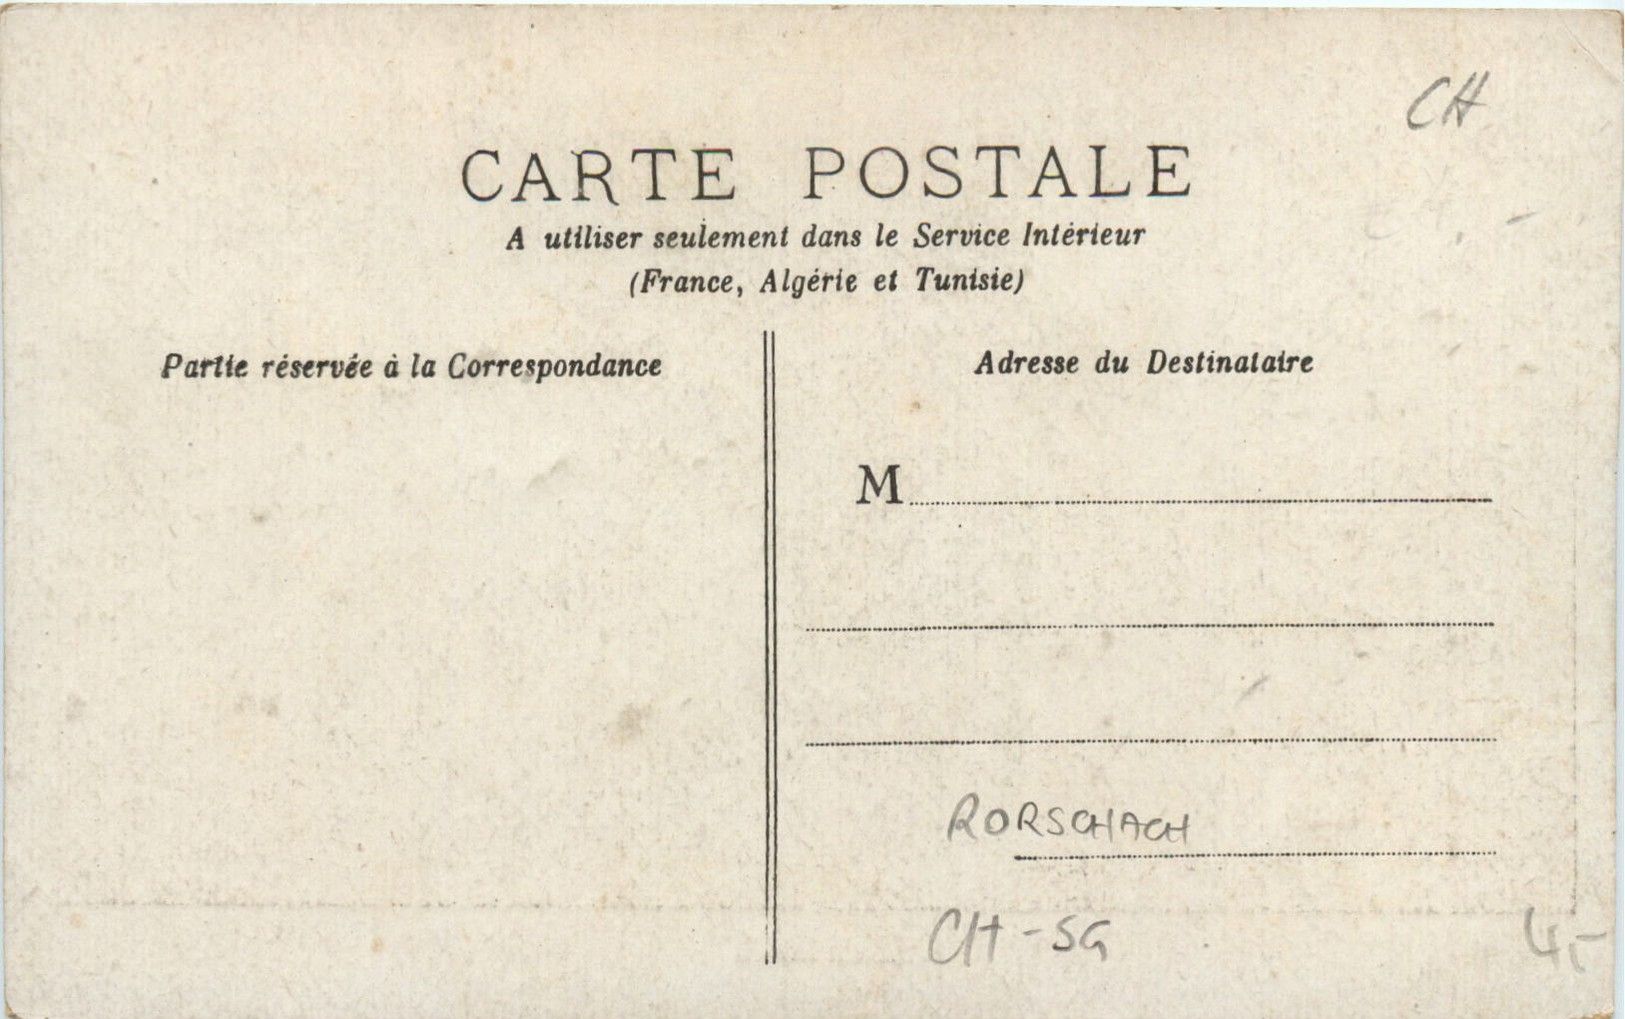 CH
CARTE POSTALE
A utiliser seulement dans le Service Intérieur
(France, Algérie et Tunisie)
Partie réservée à la Correspondance
Adresse du Destinataire
M
RORSCHACH
CH - SG
4,-